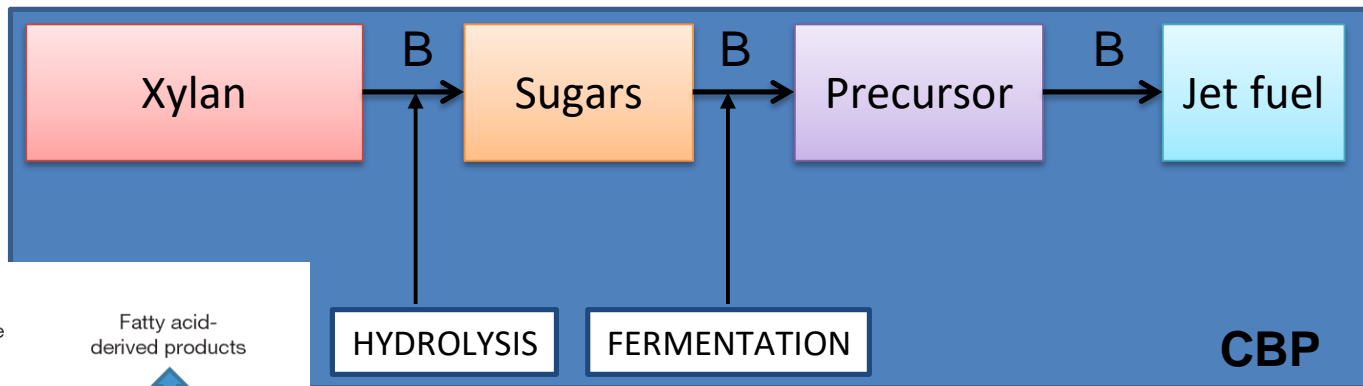 B B B
Xylan Sugars Precursor Jet fuel
e
Fatty acid-
derived products
HYDROLYSIS FERMENTATION
CBP